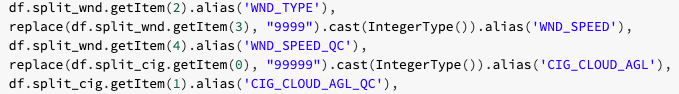 df.split_wnd.getItem(2).alias('WND_TYPE'),
replace(df.split_wnd.getItem(3), "9999").cast(IntegerType()).alias('WND_SPEED'),
df.split_wnd.getItem(4).alias('WND_SPEED_QC'),
replace(df.split_cig.getItem(0), "99999").cast(IntegerType()).alias('CIG_CLOUD_AGL'),
df.split_cig.getItem(1).alias('CIG_CLOUD_AGL_QC'),